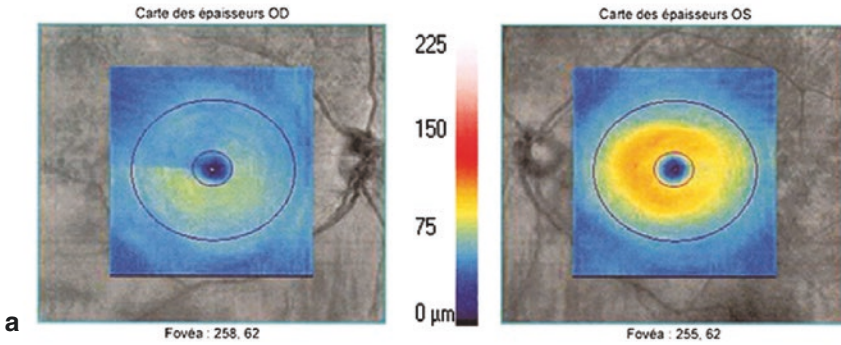 Carte des épaisseurs OD
Carte des épaisseurs OS
225
150
75
0 µm
a
Fovéa : 258, 62
Fovéa : 255, 62